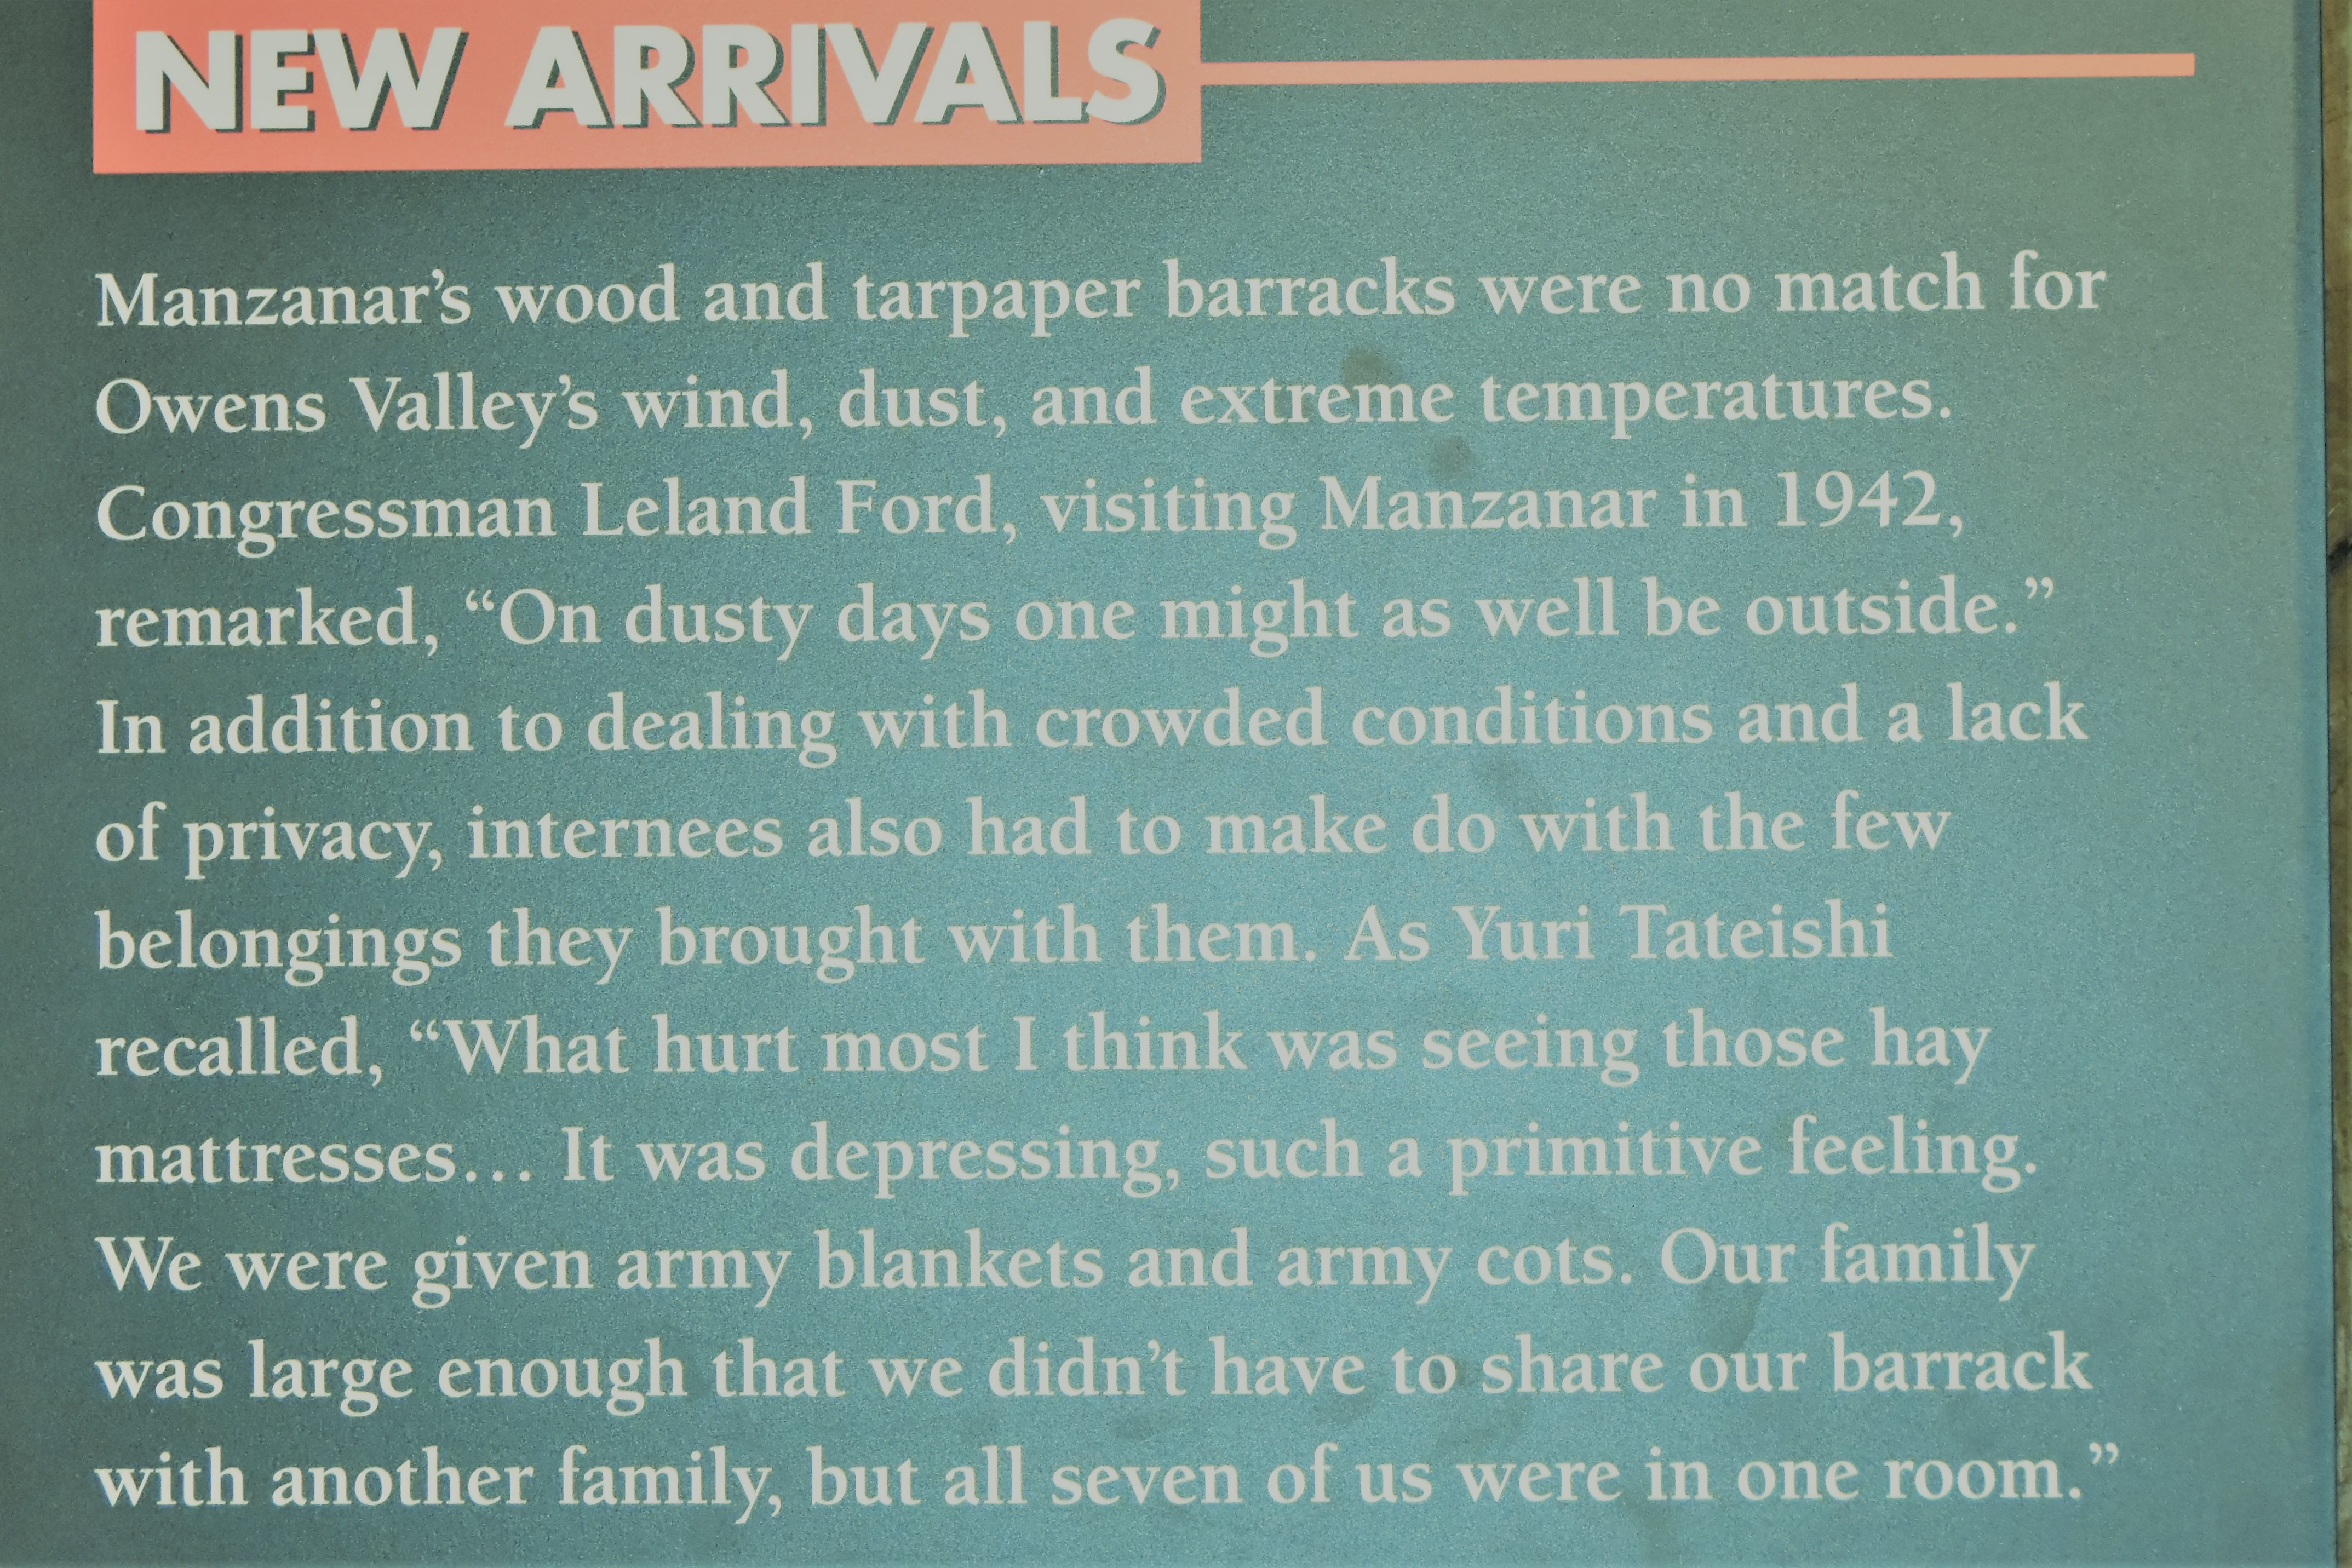 NEW ARRIVALS
Manzanar’s wood and tarpaper barracks were no match for
Owens Valley’s wind, dust, and extreme temperatures.
Congressman Leland Ford, visiting Manzanar in 1942,
remarked, “On dusty days one might as well be outside.”
In addition to dealing with crowded conditions and a lack
of privacy, internees also had to make do with the few
belongings they brought with them. As Yuri Tateishi
recalled, “What hurt most I think was seeing those hay
mattresses… It was depressing, such a primitive feeling.
We were given army blankets and army cots. Our family
was large enough that we didn’t have to share our barrack
with another family, but all seven of us were in one room.”